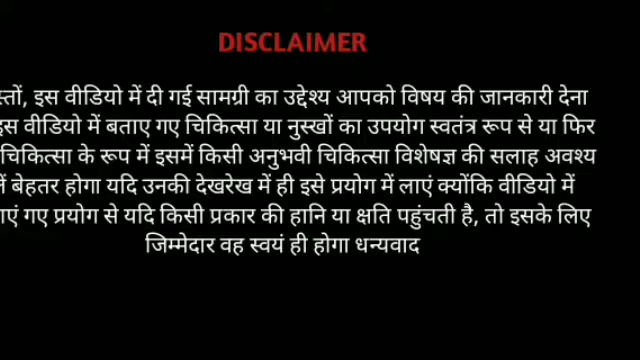 DISCLAIMER
इस वीडियो में दी गई सामग्री का उद्देश्य आपको विषय की जानकारी देना
वीडियो में बताए गए चिकित्सा या नुस्खों का उपयोग स्वतंत्र रूप से या फिर
चिकित्सा के रूप में इसमें किसी अनुभवी चिकित्सा विशेषज्ञ की सलाह अवश्य
बेहतर होगा यदि उनकी देखरेख में ही इसे प्रयोग में लाएं क्योंकि वीडियो में
गए प्रयोग से यदि किसी प्रकार की हानि या क्षति पहुंचती है, तो इसके लिए
जिम्मेदार वह स्वयं ही होगा धन्यवाद